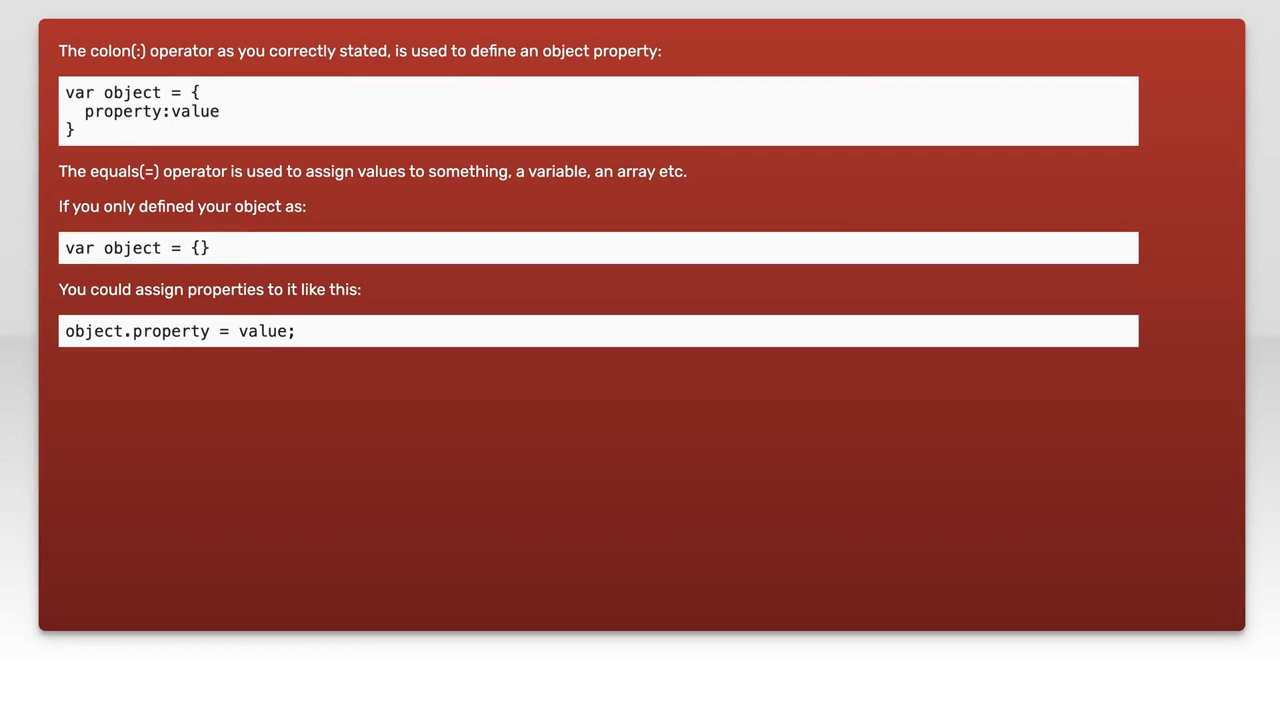 The colon(:) operator as you correctly stated, is used to define an object property:
var object = {
  property:value
}
The equals(=) operator is used to assign values to something, a variable, an array etc.
If you only defined your object as:
var object = {}
You could assign properties to it like this:
object.property = value;